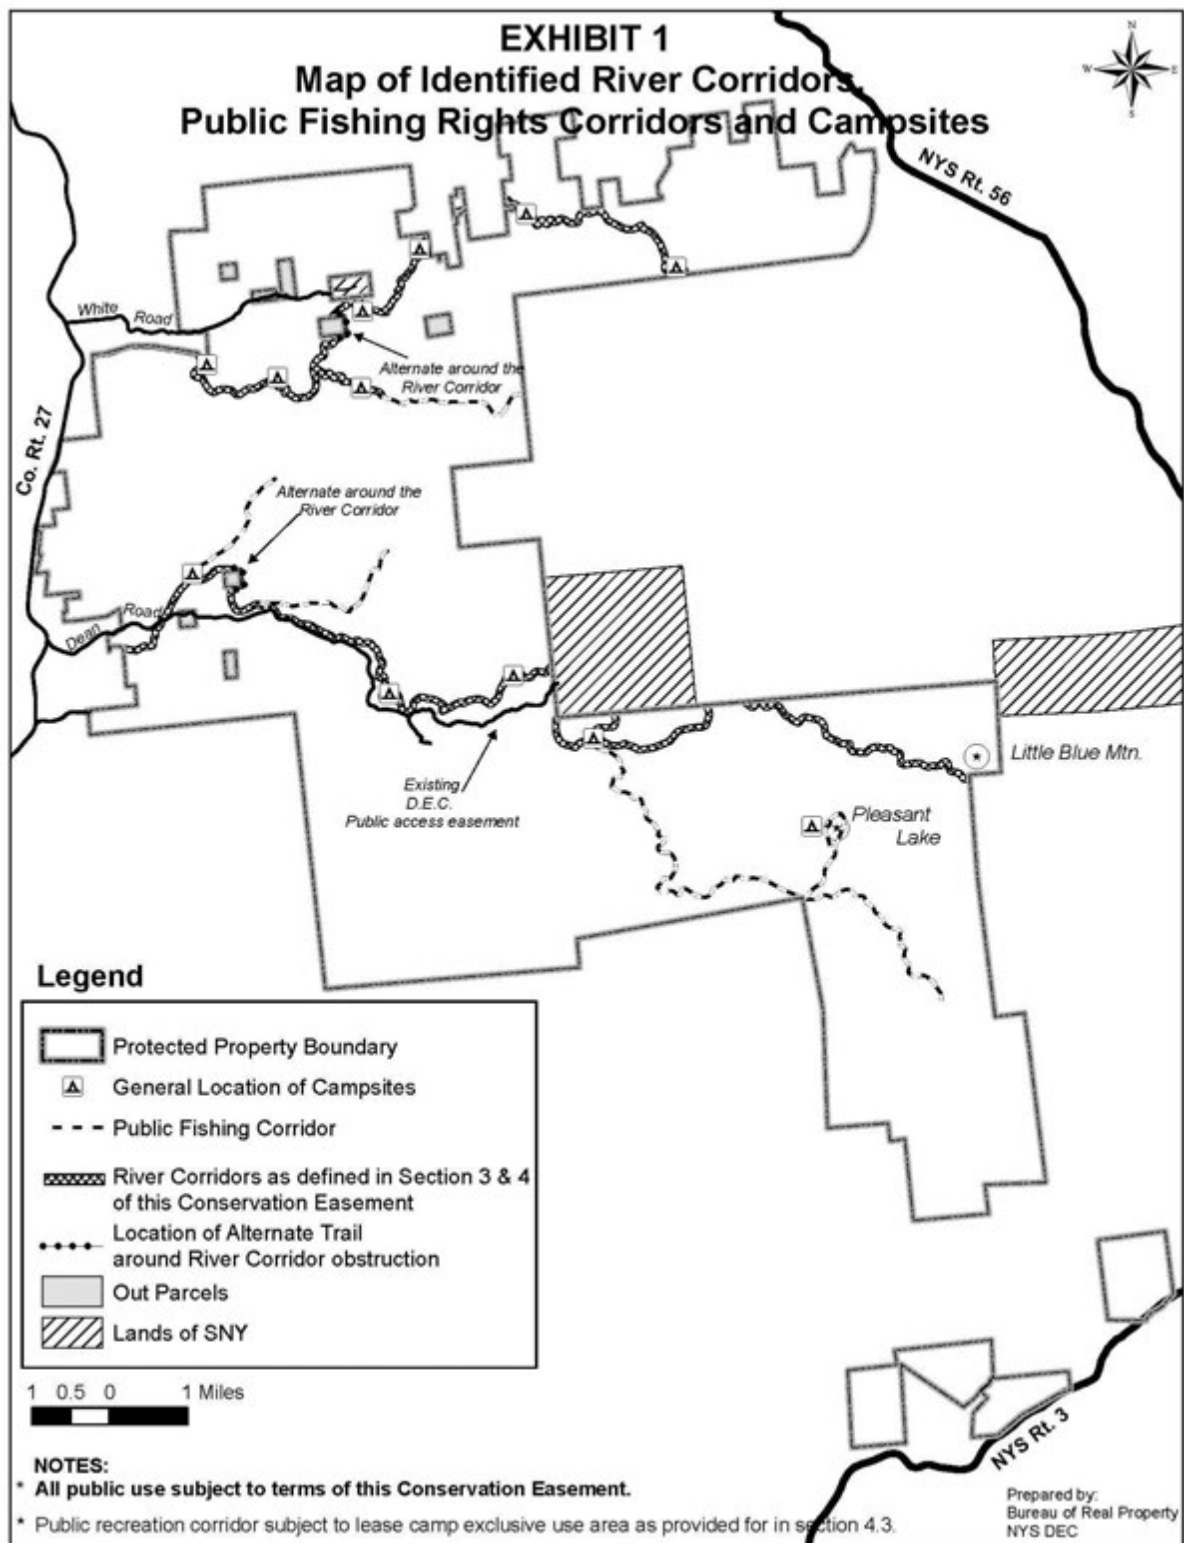 EXHIBIT 1
Map of Identified River Corridors,
Public Fishing Rights Corridors and Campsites
N
W
E
S
NYS Rt. 56
White Road
Alternate around the
River Corridor
Co. Rt. 27
Alternate around the
River Corridor
Dean Road
Existing
D.E.C.
Public access easement
Little Blue Mtn.
Pleasant
Lake
Legend
Protected Property Boundary
General Location of Campsites
Public Fishing Corridor
River Corridors as defined in Section 3 & 4
of this Conservation Easement
Location of Alternate Trail
around River Corridor obstruction
Out Parcels
Lands of SNY
1 0.5 0 1 Miles
NYS Rt. 3
NOTES:
* All public use subject to terms of this Conservation Easement.
* Public recreation corridor subject to lease camp exclusive use area as provided for in section 4.3.
Prepared by:
Bureau of Real Property
NYS DEC